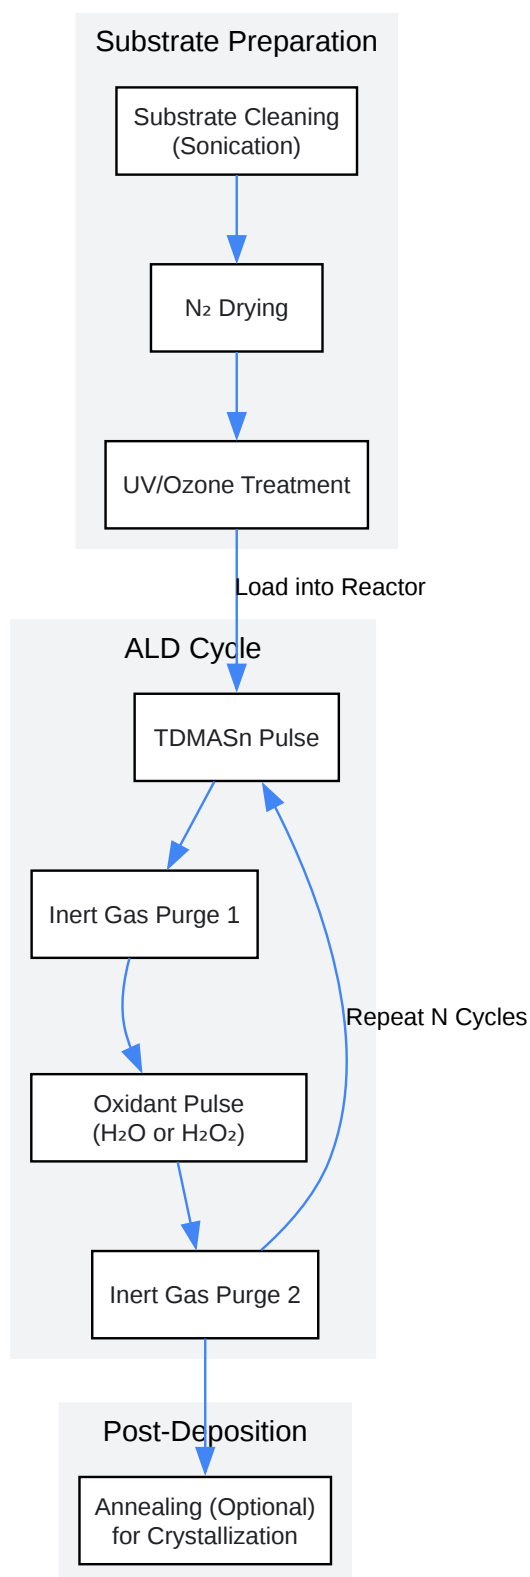 Substrate Preparation
Substrate Cleaning
(Sonication)
N₂ Drying
UV/Ozone Treatment
Load into Reactor
ALD Cycle
TDMASn Pulse
Inert Gas Purge 1
Repeat N Cycles
Oxidant Pulse
(H₂O or H₂O₂)
Inert Gas Purge 2
Post-Deposition
Annealing (Optional)
for Crystallization